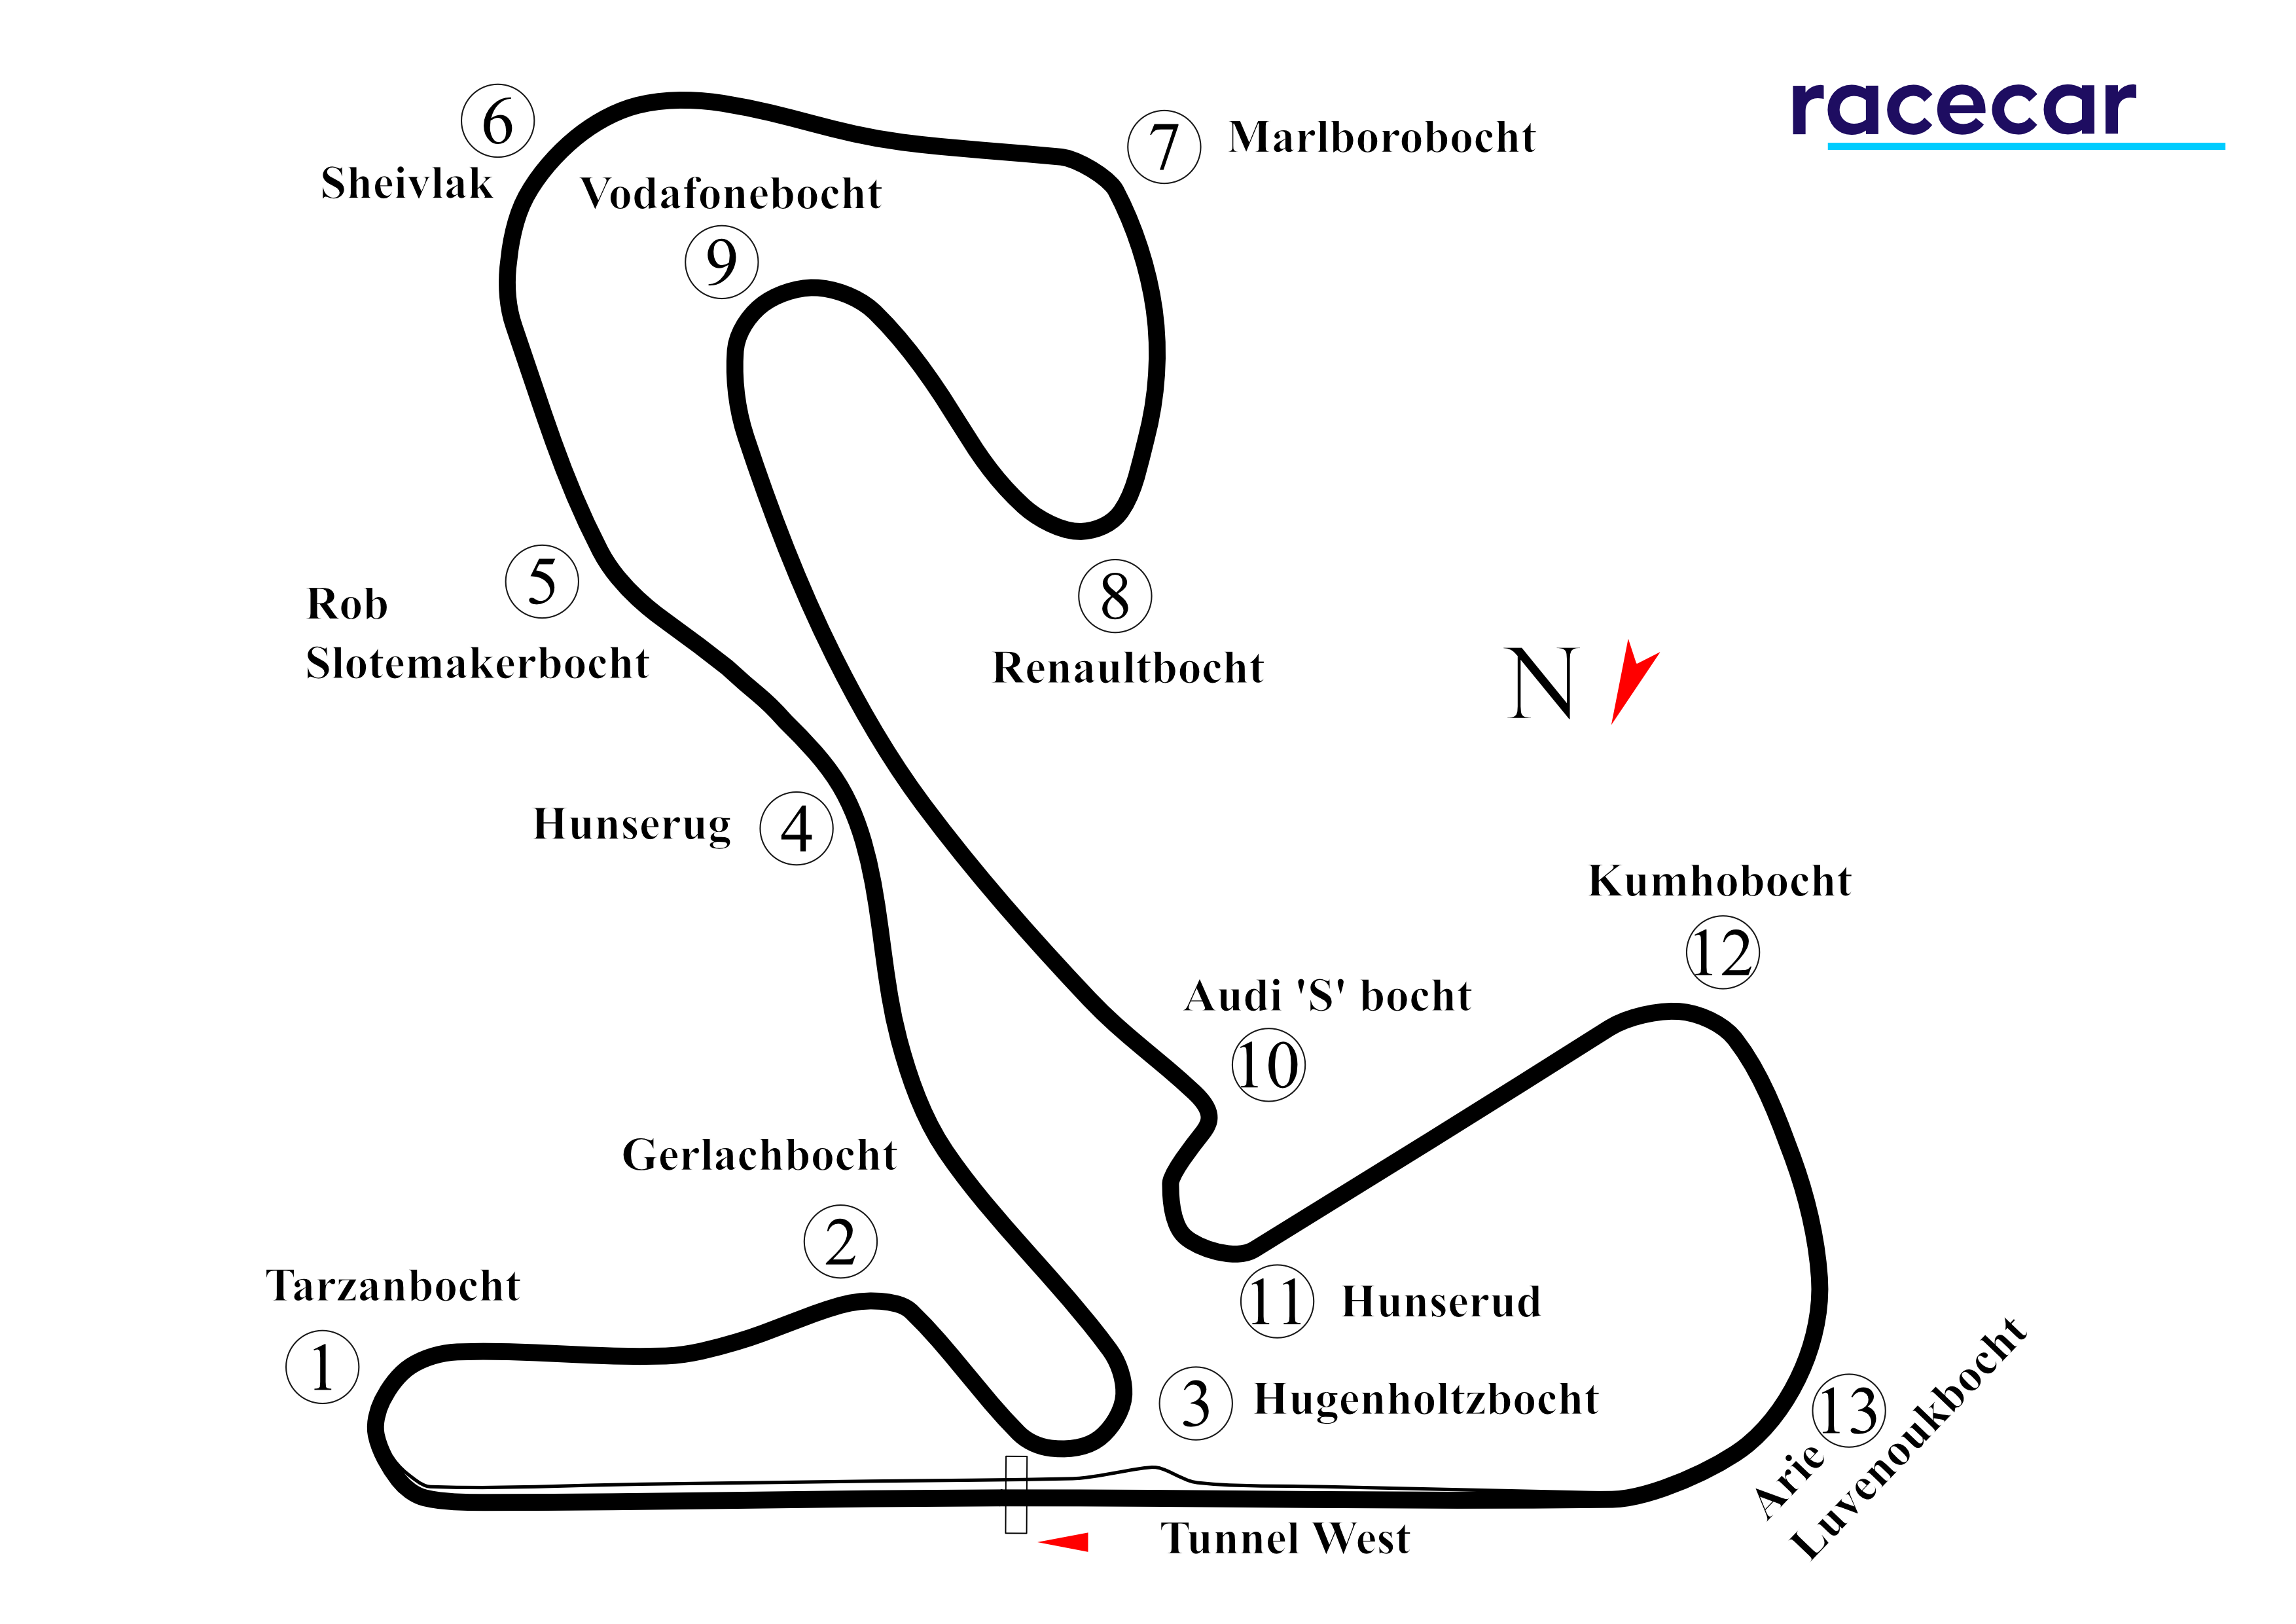 racecar
6
Sheivlak
7
Marlborobocht
Vodafonebocht
9
5
Rob
Slotemakerbocht
8
Renaultbocht
N
Hunserug
4
Kumhobocht
12
Audi 'S' bocht
10
Gerlachbocht
2
Tarzanbocht
1
11
Hunserud
3
Hugenholtzbocht
13
Arie
Luvenoukbocht
Tunnel West